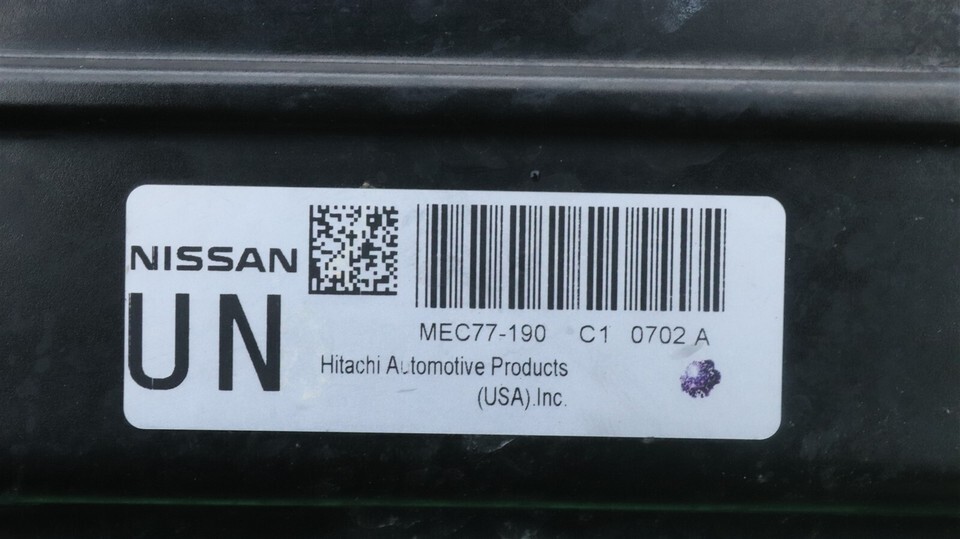 NISSAN
UN
MEC77-190 C1 0702 A
Hitachi Automotive Products
(USA).Inc.